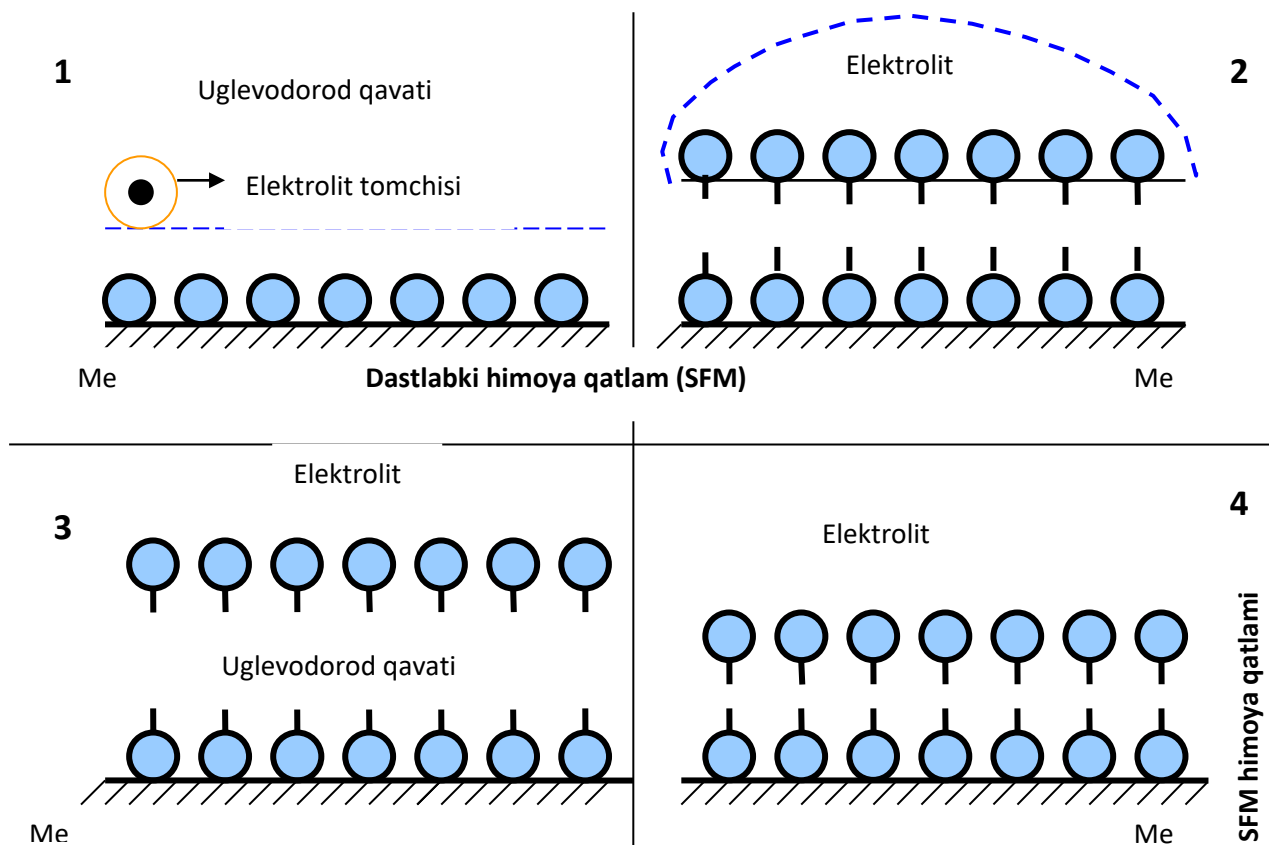 1
Uglevodorod qavati
Elektrolit tomchisi
Elektrolit
2
Me
Dastlabki himoya qatlam (SFM)
Me
3
Elektrolit
Uglevodorod qavati
Me
4
Elektrolit
SFM himoya qatlami
Me